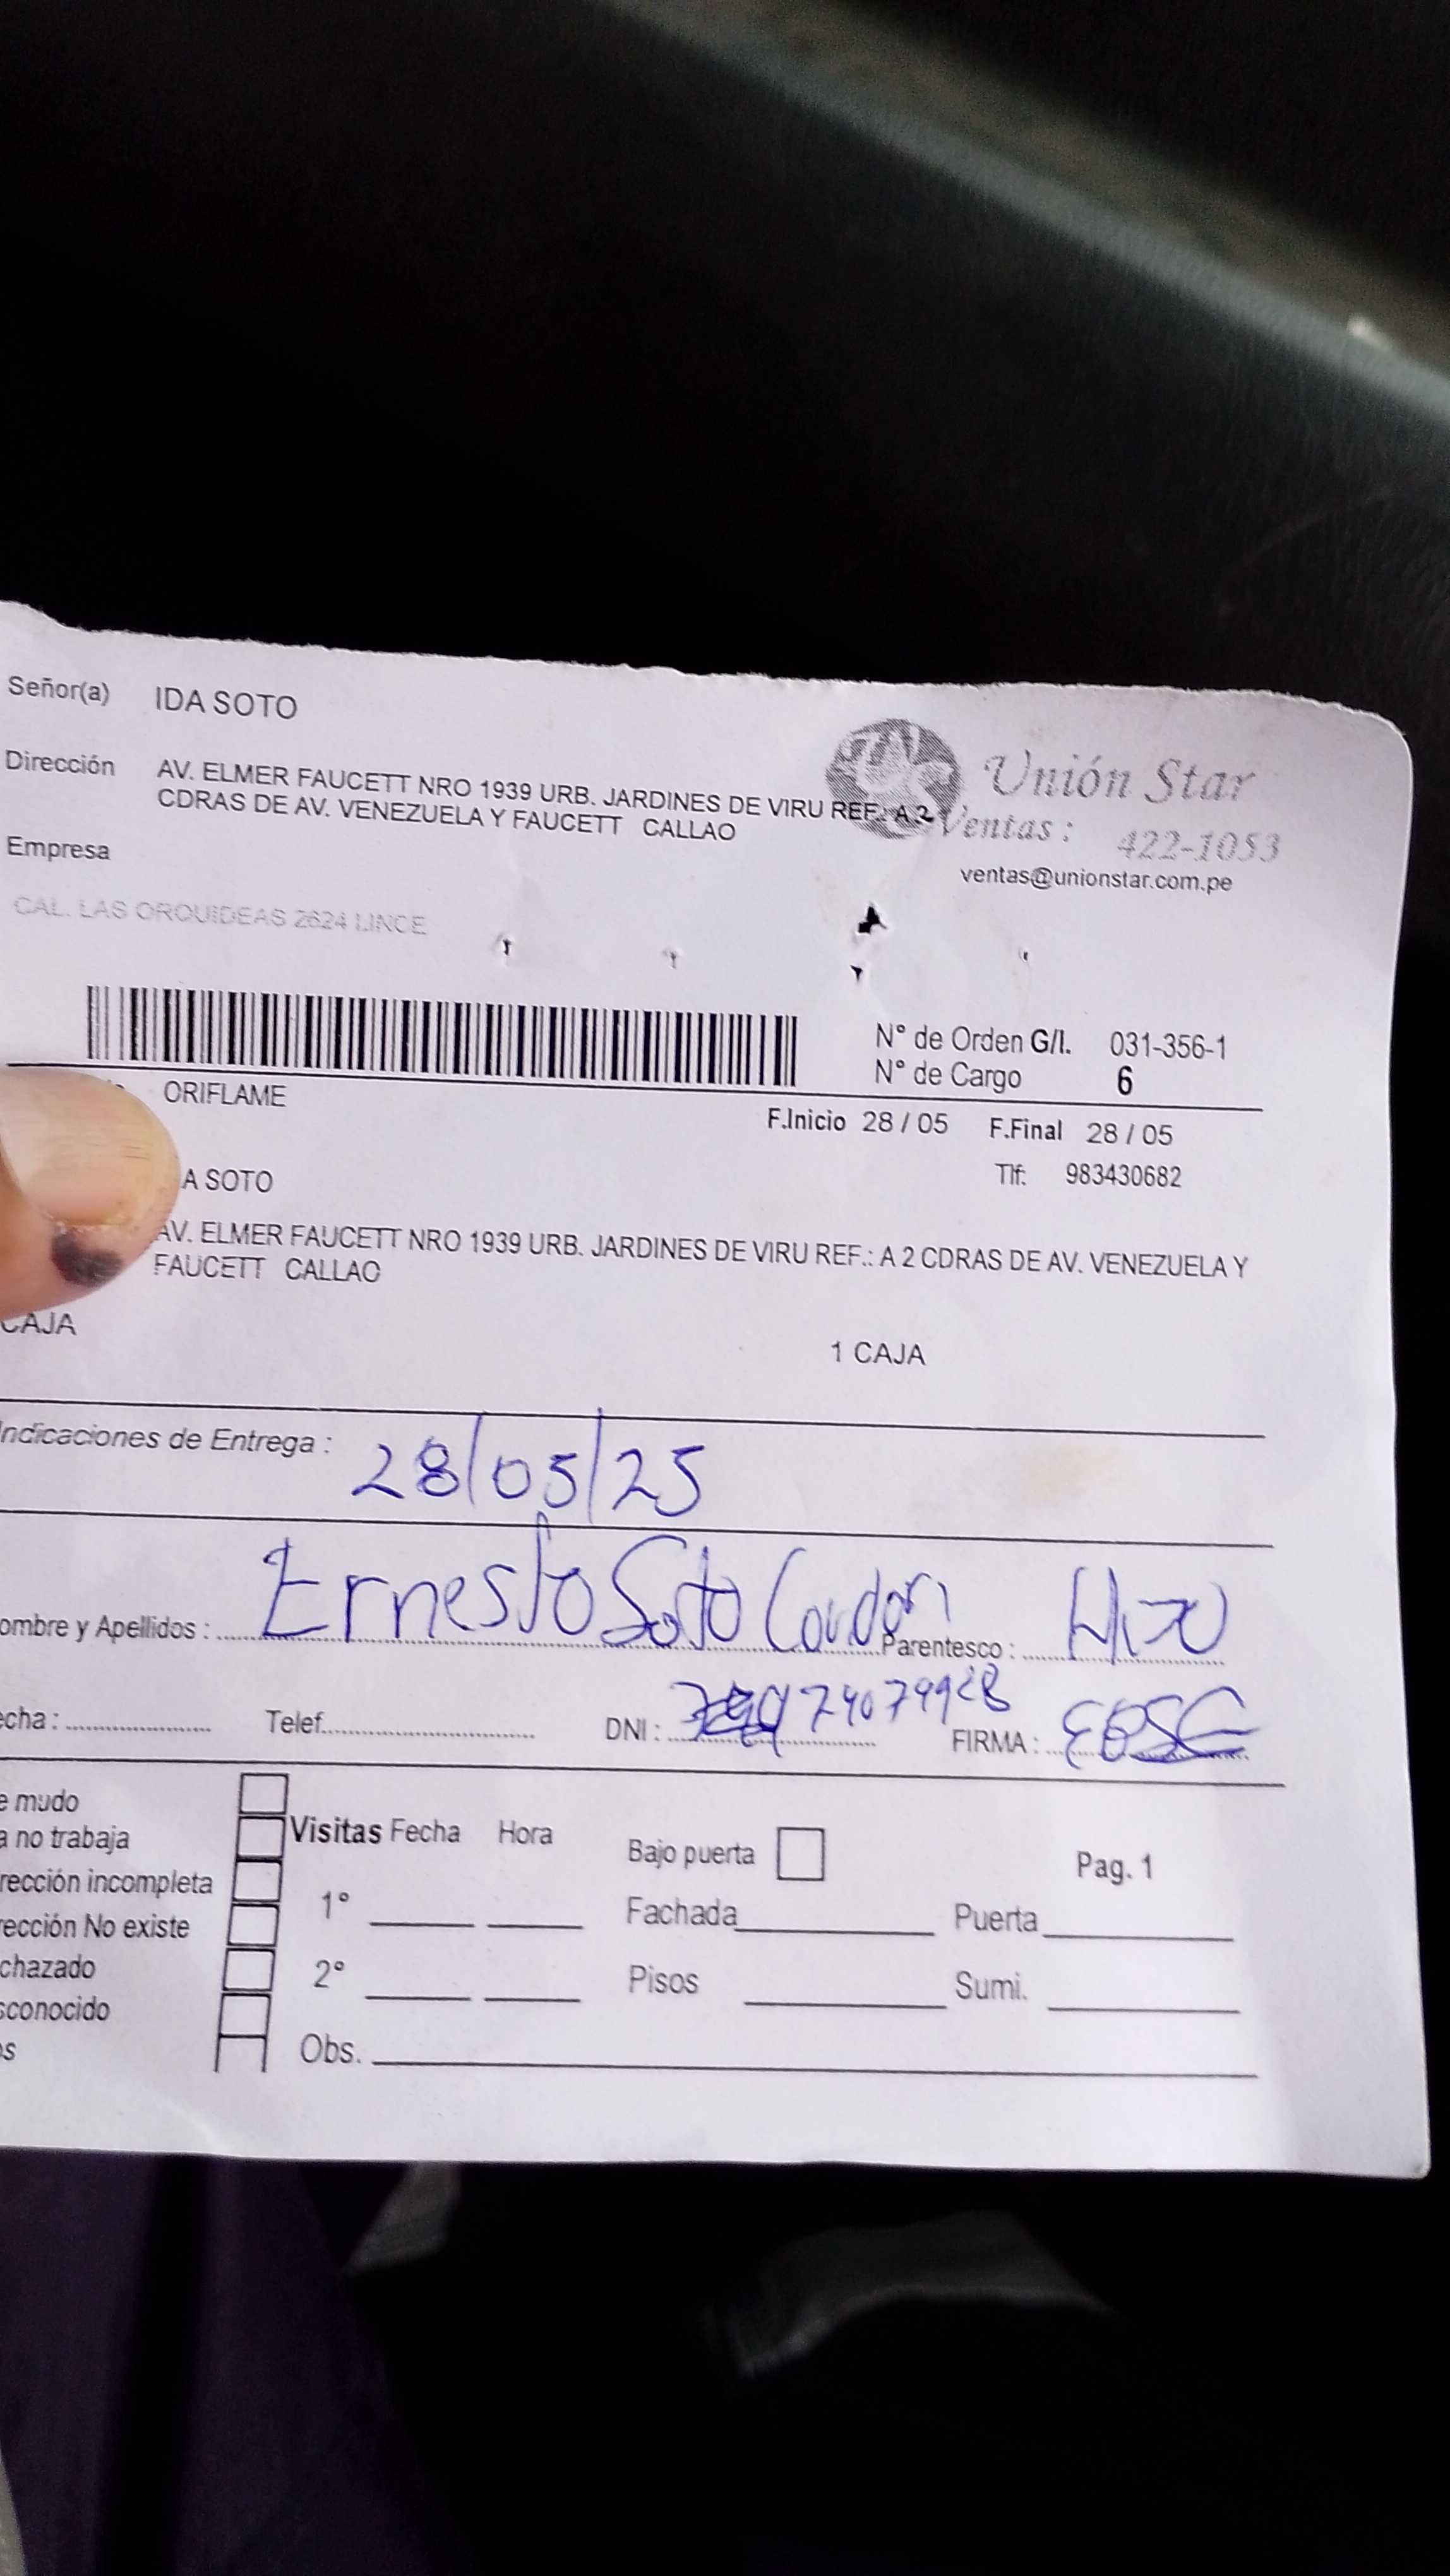 Señor(a) IDA SOTO
Dirección AV. ELMER FAUCETT NRO 1939 URB. JARDINES DE VIRU REF.: A 2
CDRAS DE AV. VENEZUELA Y FAUCETT CALLAO
Unión Star
Ventas : 422-1053
ventas@unionstar.com.pe
Empresa
CAL. LAS ORQUIDEAS 2624 LINCE
N° de Orden G/I. 031-356-1
N° de Cargo 6
ORIFLAME
F.Inicio 28 / 05 F.Final 28 / 05
A SOTO
Tlf: 983430682
AV. ELMER FAUCETT NRO 1939 URB. JARDINES DE VIRU REF.: A 2 CDRAS DE AV. VENEZUELA Y
FAUCETT CALLAO
CAJA
1 CAJA
Indicaciones de Entrega : 28/05/25
ombre y Apellidos : Ernesto Soto Parentesco : Hijo
echa : Telef. DNI : FIRMA :
e mudo
a no trabaja
rección incompleta
rección No existe
chazado
sconocido
os
Visitas Fecha Hora
1°
2°
Obs.
Bajo puerta
Pag. 1
Fachada Puerta
Pisos Sumi.